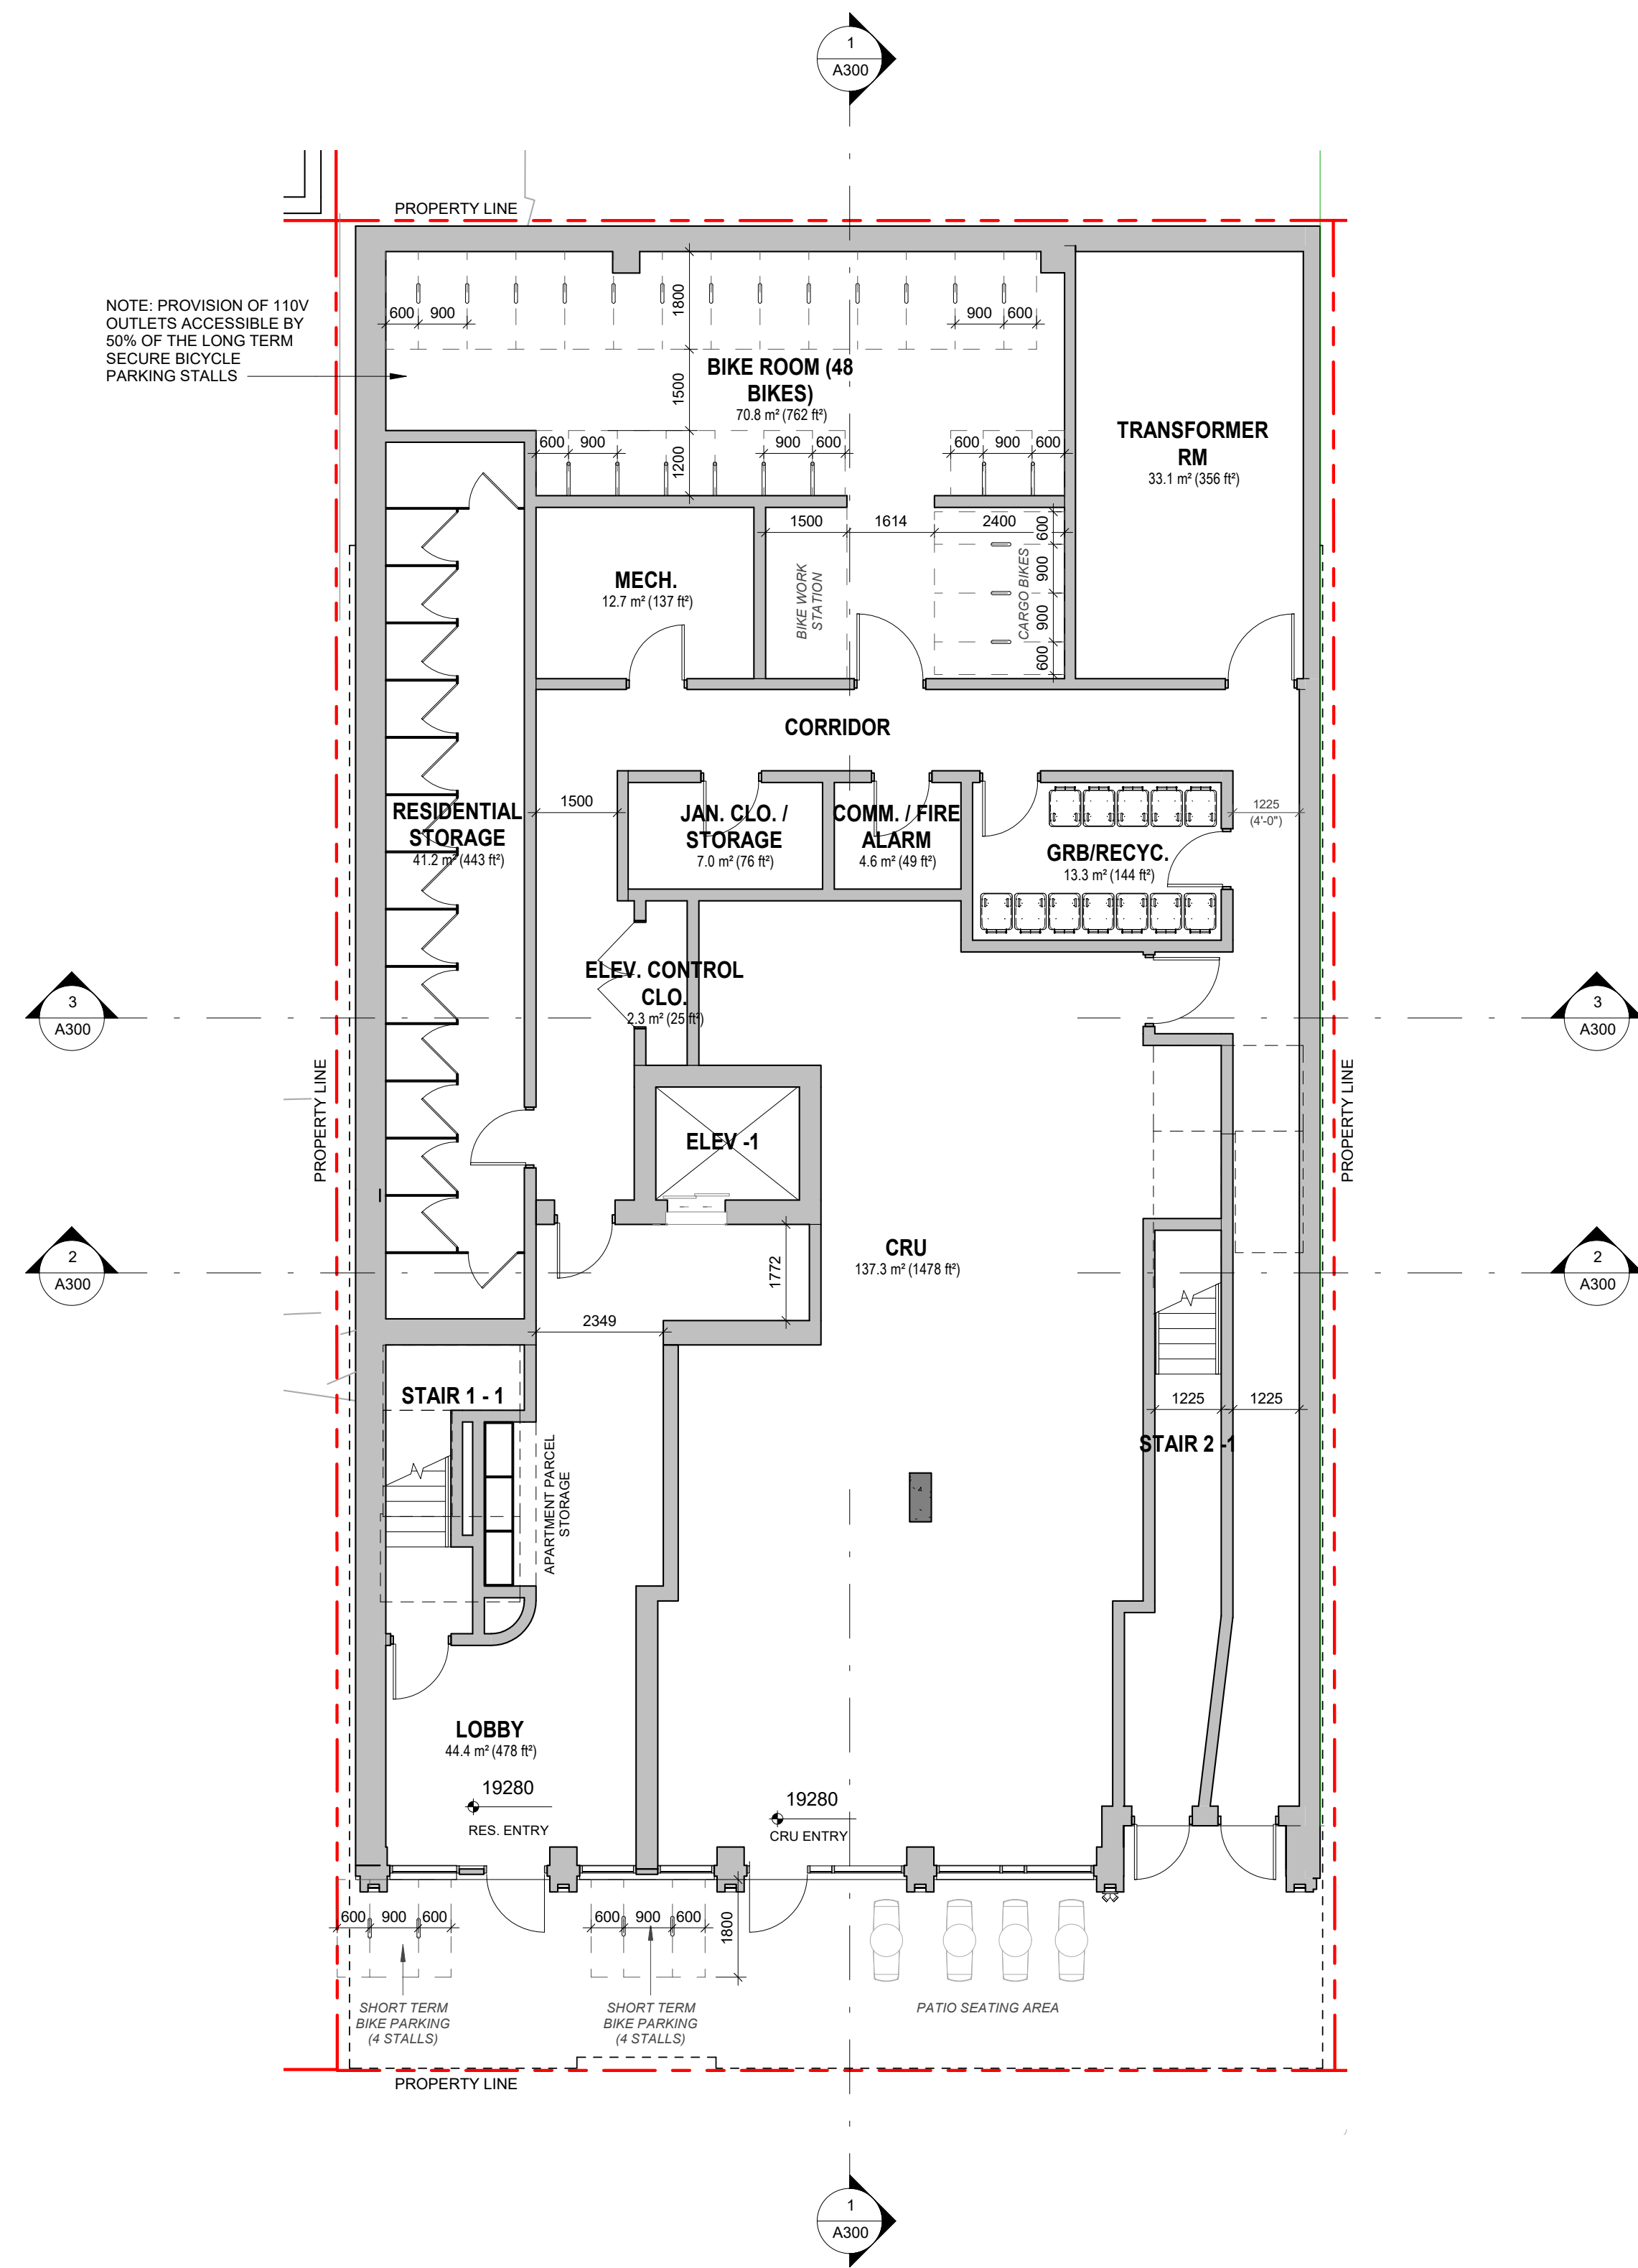 1
A300
PROPERTY LINE
NOTE: PROVISION OF 110V
OUTLETS ACCESSIBLE BY
50% OF THE LONG TERM
SECURE BICYCLE
PARKING STALLS
600
900
1800
900
600
BIKE ROOM (48
BIKES)
70.8 m² (762 ft²)
1500
TRANSFORMER
RM
33.1 m² (356 ft²)
600
900
1200
900
600
600
900
600
1500
1614
2400
600
900
900
600
MECH.
12.7 m² (137 ft²)
BIKE WORK
STATION
CARGO BIKES
CORRIDOR
RESIDENTIAL
STORAGE
41.2 m² (443 ft²)
1500
JAN. CLO. /
STORAGE
7.0 m² (76 ft²)
COMM. / FIRE
ALARM
4.6 m² (49 ft²)
GRB/RECYC.
13.3 m² (144 ft²)
1225
(4'-0")
ELEV. CONTROL
CLO.
2.3 m² (25 ft²)
3
A300
3
A300
PROPERTY LINE
PROPERTY LINE
ELEV -1
2
A300
2
A300
CRU
137.3 m² (1478 ft²)
1772
2349
STAIR 1 - 1
1225
1225
STAIR 2 -1
APARTMENT PARCEL
STORAGE
LOBBY
44.4 m² (478 ft²)
19280
RES. ENTRY
19280
CRU ENTRY
600
900
600
600
900
600
1800
SHORT TERM
BIKE PARKING
(4 STALLS)
SHORT TERM
BIKE PARKING
(4 STALLS)
PATIO SEATING AREA
PROPERTY LINE
1
A300